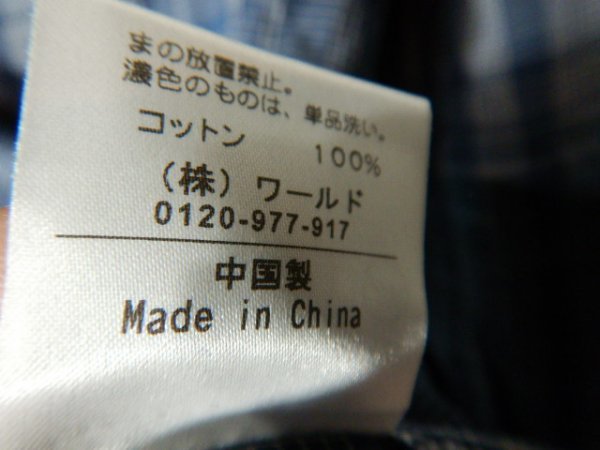 まの放置禁止。
濃色のものは、単品洗い。
コットン 100%
（株）ワールド
0120-977-917
中国製
Made in China